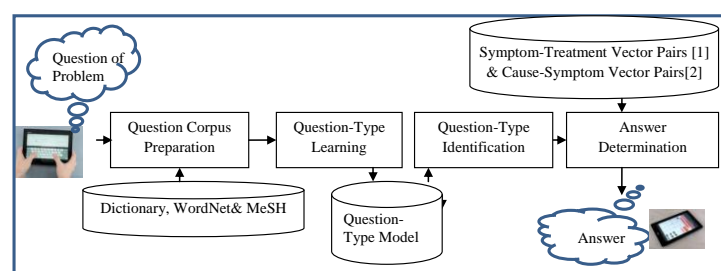 Question of
Problem
Symptom-Treatment Vector Pairs [1]
& Cause-Symptom Vector Pairs[2]
Question Corpus
Preparation
Question-Type
Learning
Question-Type
Identification
Answer
Determination
Dictionary, WordNet& MeSH
Question-
Type Model
Answer